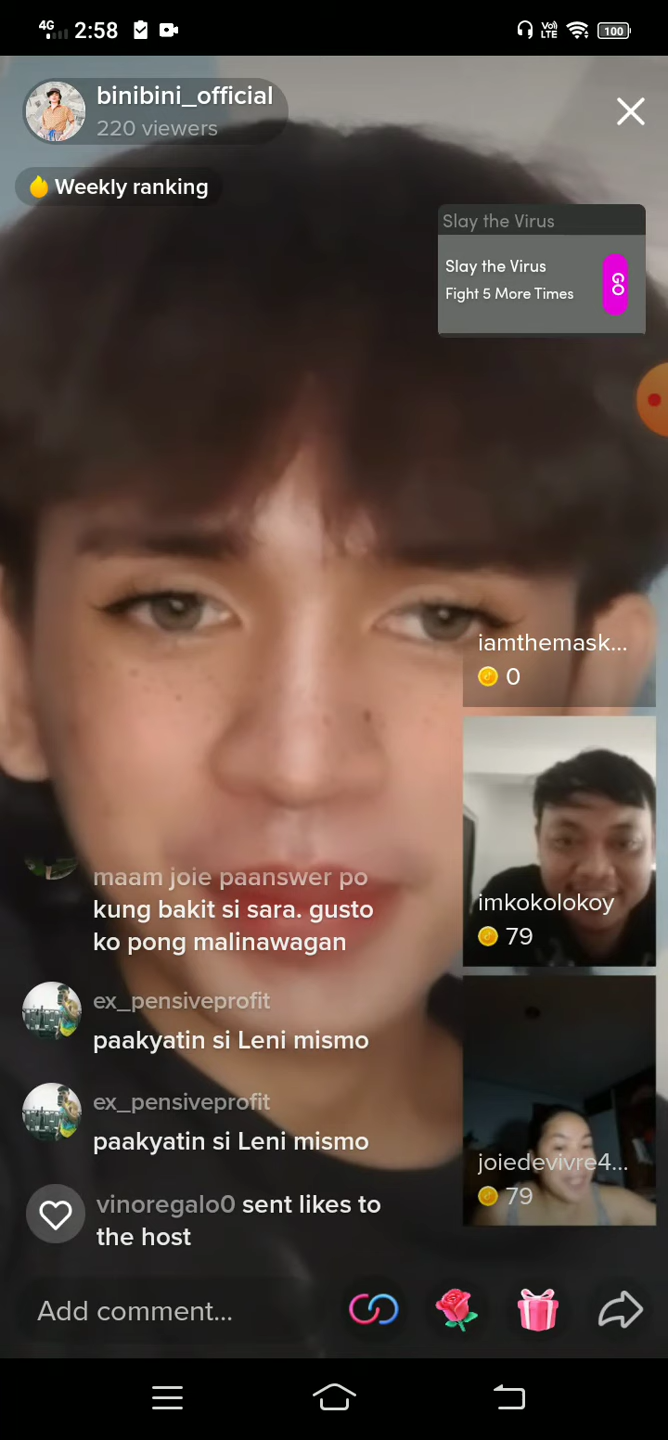 4G 2:58 Vo) LTE 100
binibini_official
220 viewers
Weekly ranking
Slay the Virus
Slay the Virus
Fight 5 More Times
GO
iamthemask...
0
imkokolokoy
79
maam joie paanswer po
kung bakit si sara. gusto
ko pong malinawagan
ex_pensiveprofit
paakyatin si Leni mismo
ex_pensiveprofit
paakyatin si Leni mismo
joiedevivre4...
79
vinoregalo0 sent likes to
the host
Add comment...